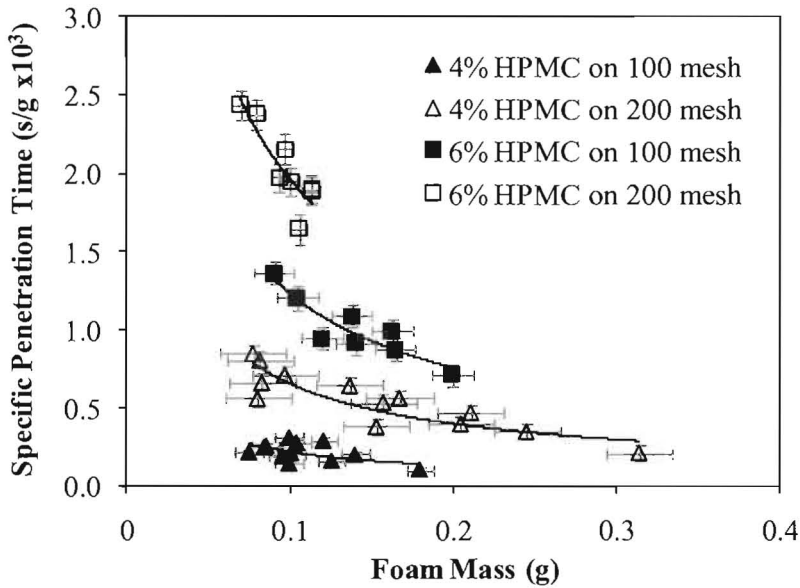 Specific Penetration Time (s/g x10³)
3.0
2.5
2.0
1.5
1.0
0.5
0.0
4% HPMC on 100 mesh
4% HPMC on 200 mesh
6% HPMC on 100 mesh
6% HPMC on 200 mesh
0
0.1
0.2
0.3
0.4
Foam Mass (g)